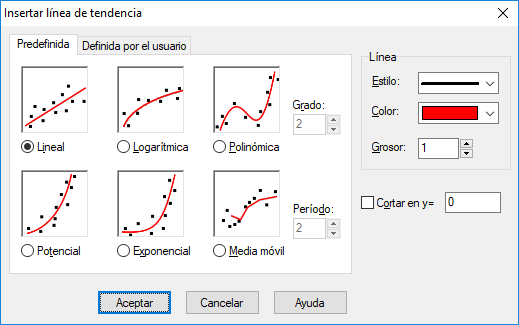 Insertar línea de tendencia
Predefinida
Definida por el usuario
Lineal
Logarítmica
Polinómica
Grado:
2
Potencial
Exponencial
Media móvil
Período:
2
Línea
Estilo:
Color:
Grosor:
1
Cortar en y=
0
Aceptar
Cancelar
Ayuda